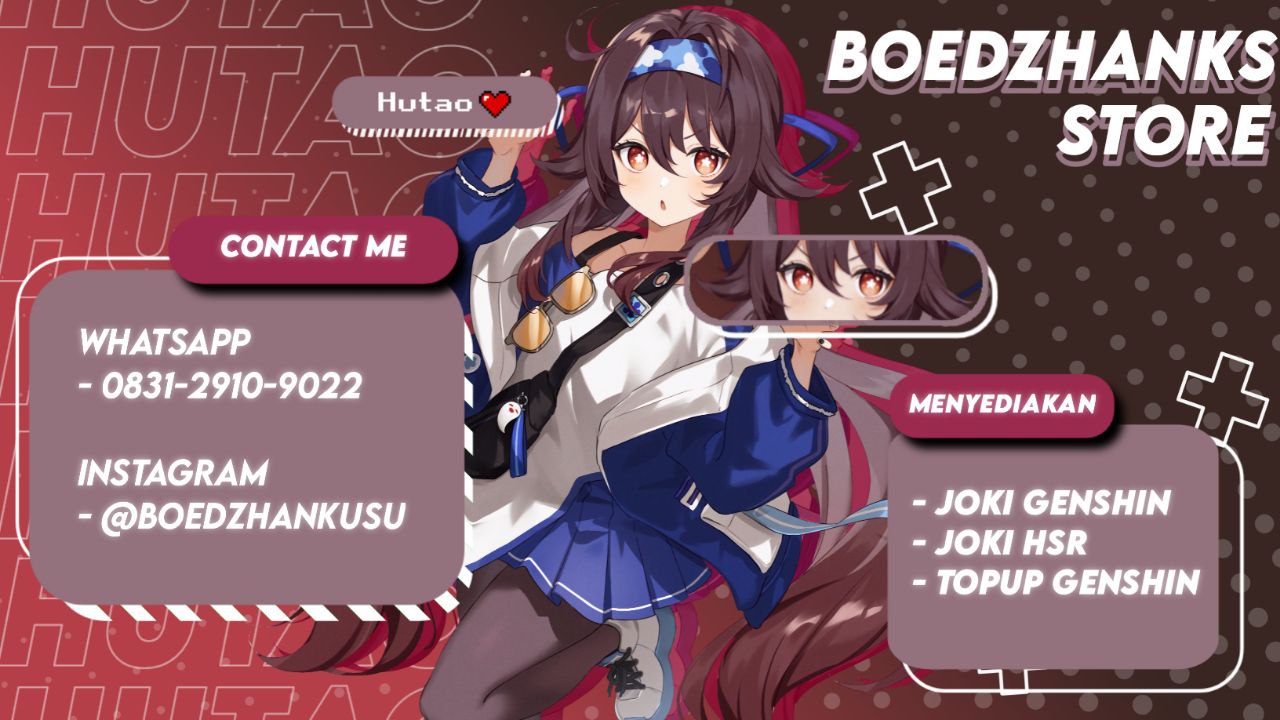 HUTAO
HUTAO
HUTAO
HUTAO
Hutao
BOEDZHANKS
STORE
CONTACT ME
WHATSAPP
- 0831-2910-9022
INSTAGRAM
- @BOEDZHANKUSU
MENYEDIAKAN
- JOKI GENSHIN
- JOKI HSR
- TOPUP GENSHIN